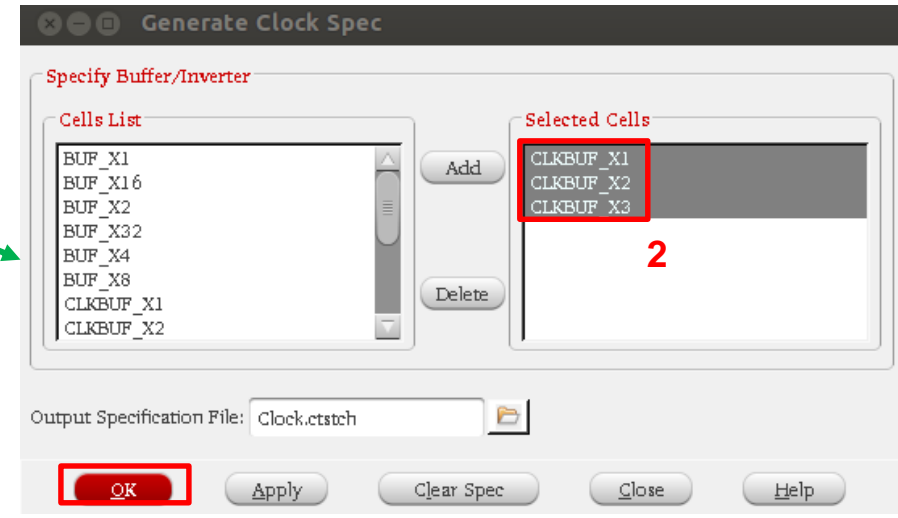 Generate Clock Spec
Specify Buffer/Inverter
Cells List
BUF_X1
BUF_X16
BUF_X2
BUF_X32
BUF_X4
BUF_X8
CLKBUF_X1
CLKBUF_X2
Add
Delete
Selected Cells
CLKBUF_X1
CLKBUF_X2
CLKBUF_X3
2
Output Specification File: Clock.ctstch
OK Apply Clear Spec Close Help